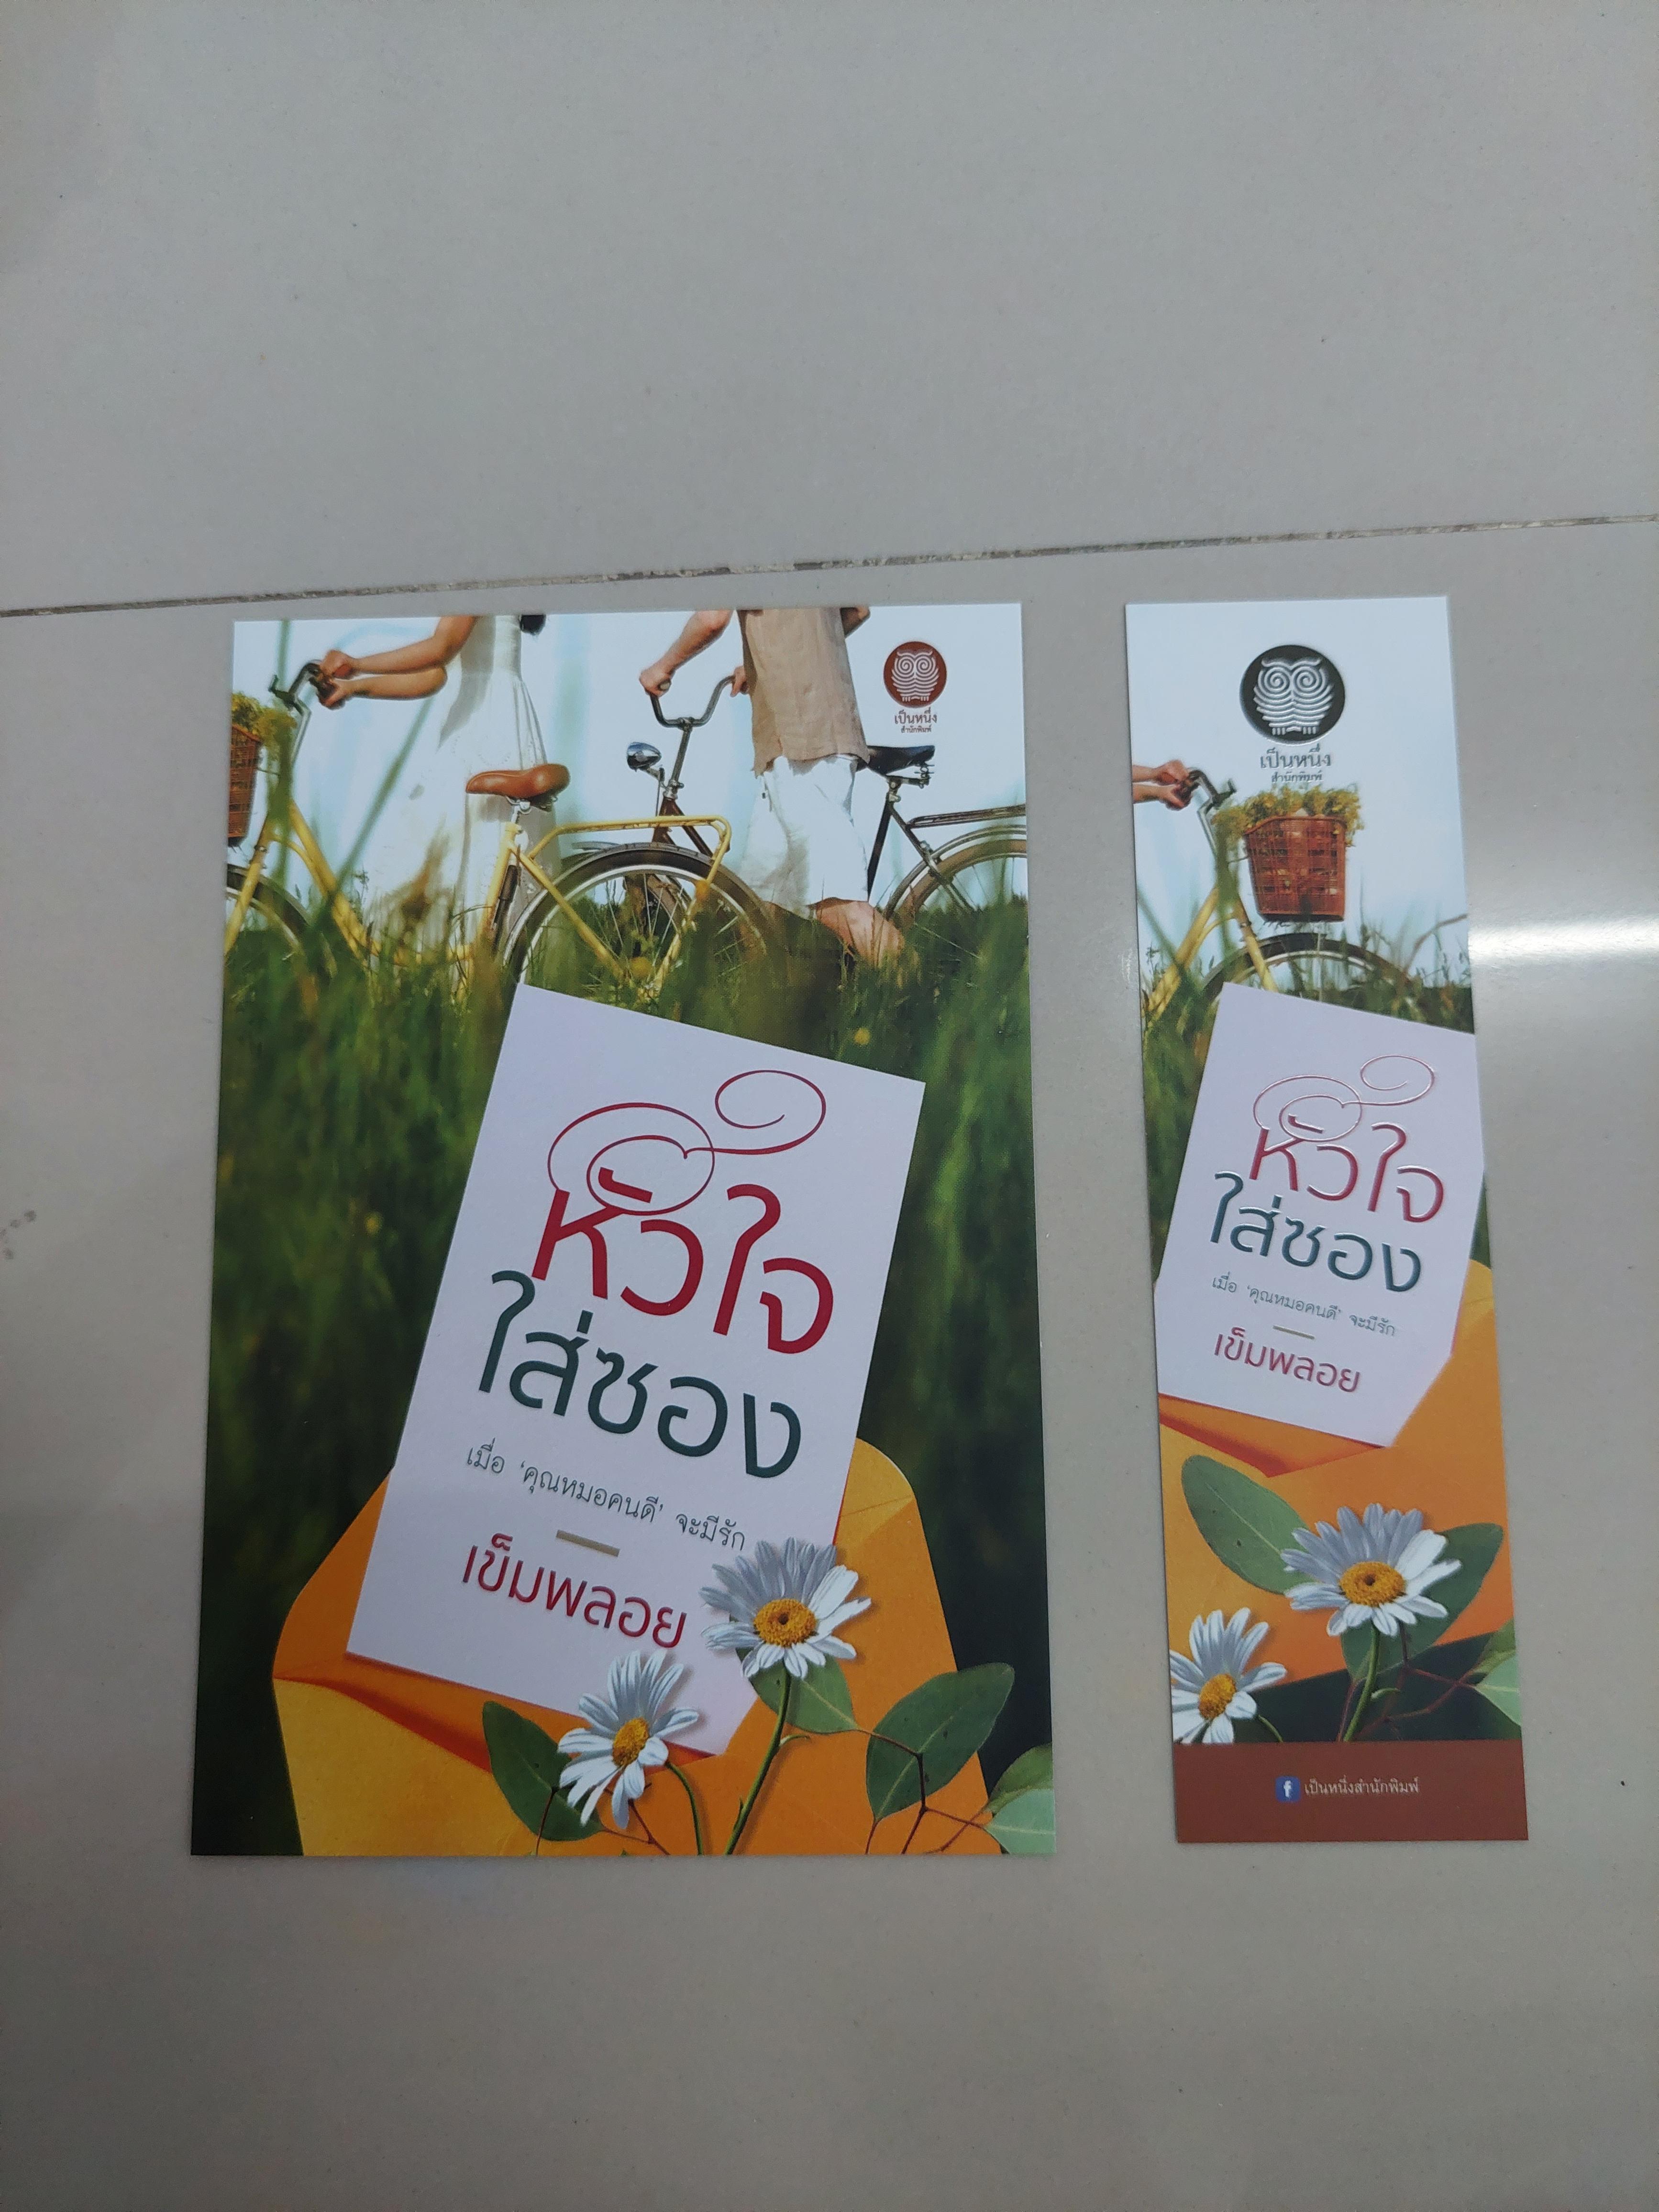 เป็นหนึ่ง
สำนักพิมพ์
หัวใจ
ใส่ซอง
เมื่อ ‘คุณหมอคนดี’ จะมีรัก
เข็มพลอย
เป็นหนึ่ง
สำนักพิมพ์
หัวใจ
ใส่ซอง
เมื่อ ‘คุณหมอคนดี’ จะมีรัก
เข็มพลอย
f เป็นหนึ่งสำนักพิมพ์